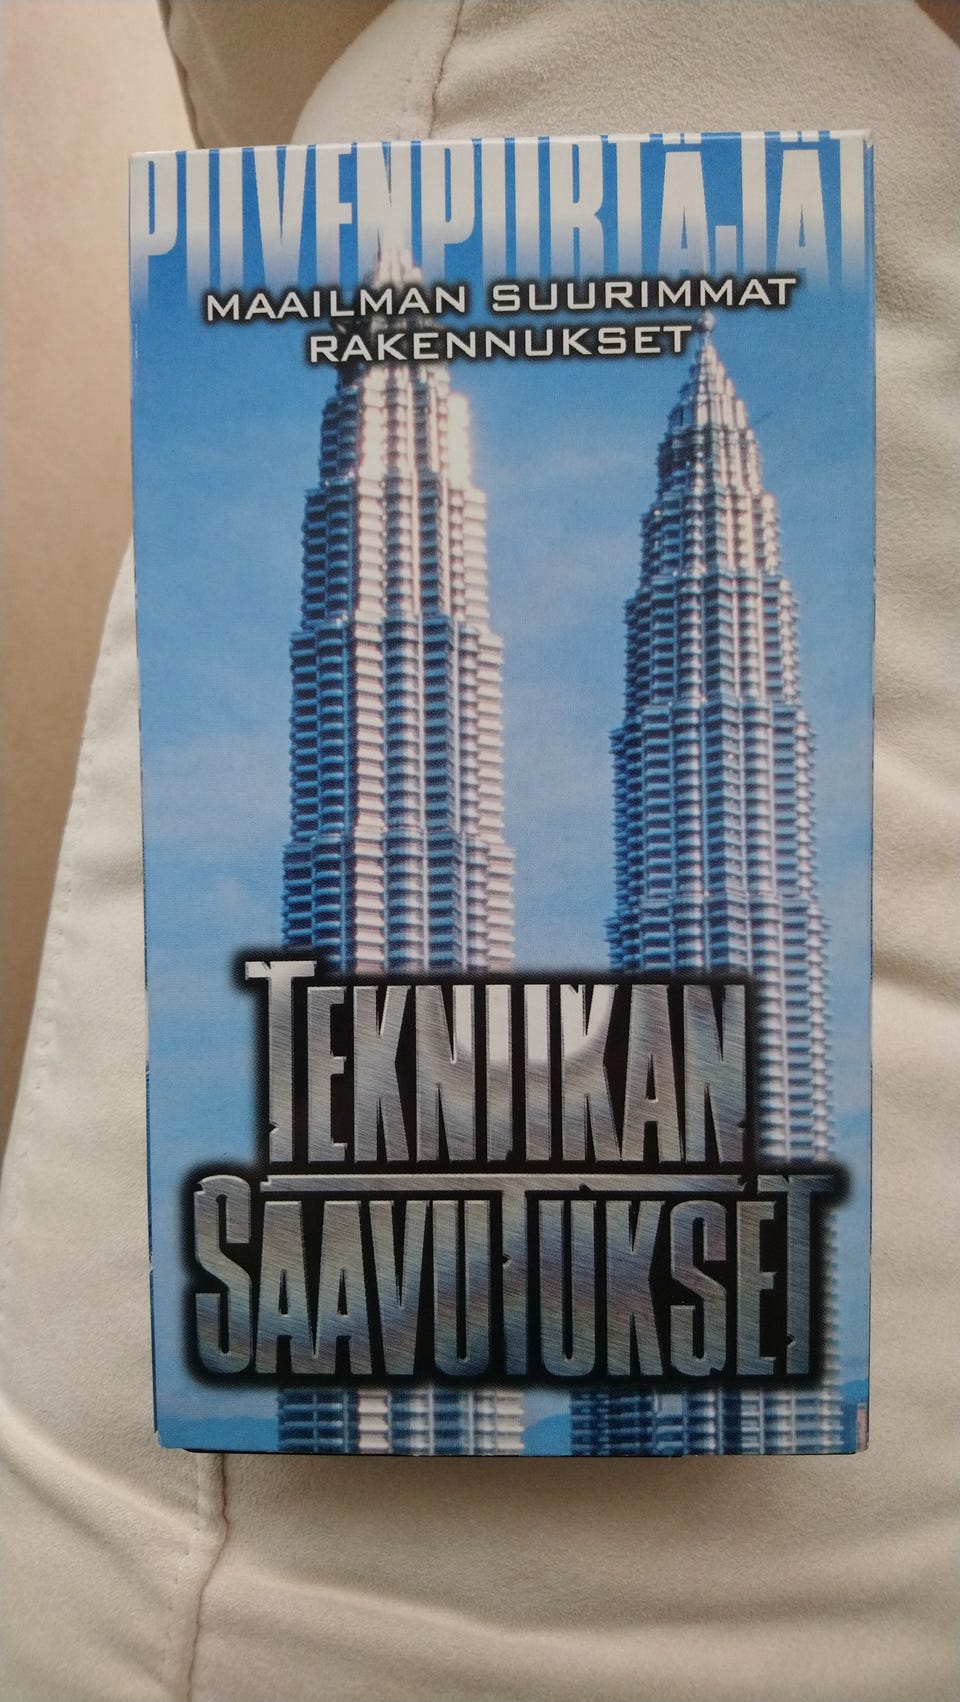 PILVENPIIRTÄJÄT
MAAILMAN SUURIMMAT
RAKENNUKSET
TEKNIIKAN
SAAVUTUKSET